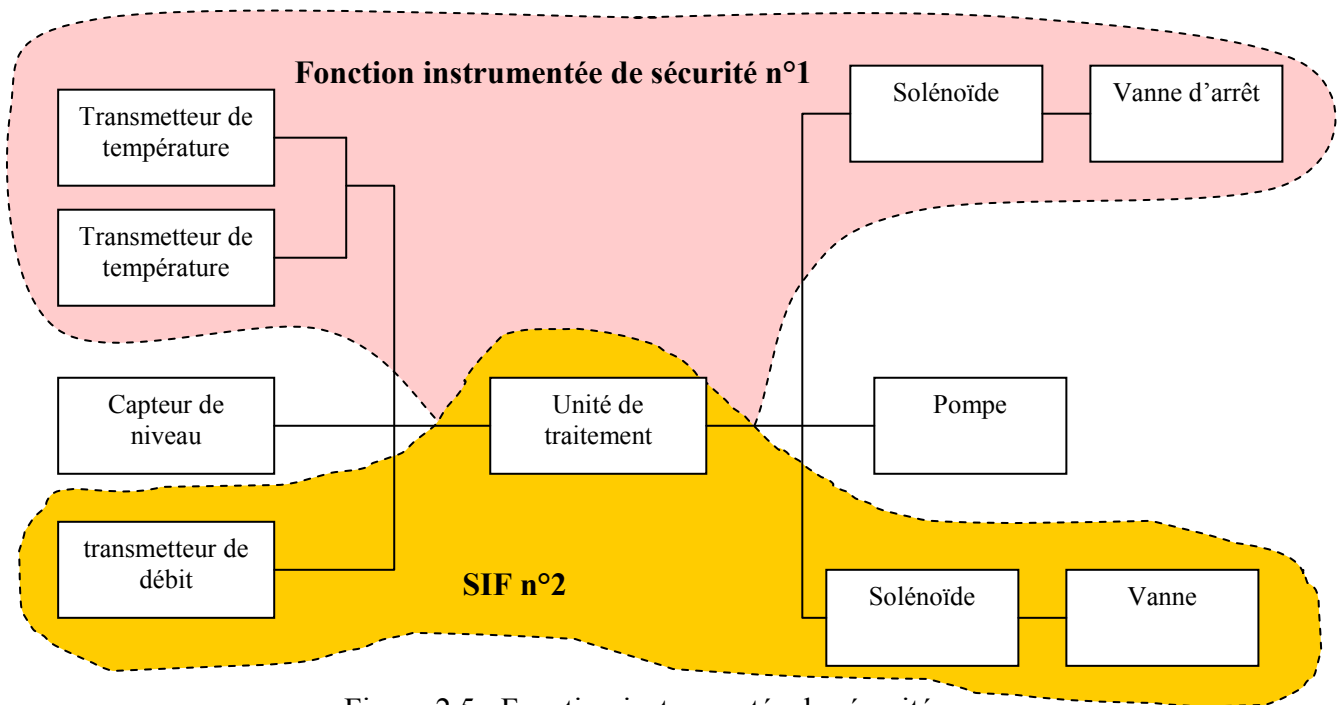 Fonction instrumentée de sécurité n°1
Transmetteur de
température
Solénoïde
Vanne d'arrêt
Transmetteur de
température
Capteur de
niveau
Unité de
traitement
Pompe
transmetteur de
débit
SIF n°2
Solénoïde
Vanne